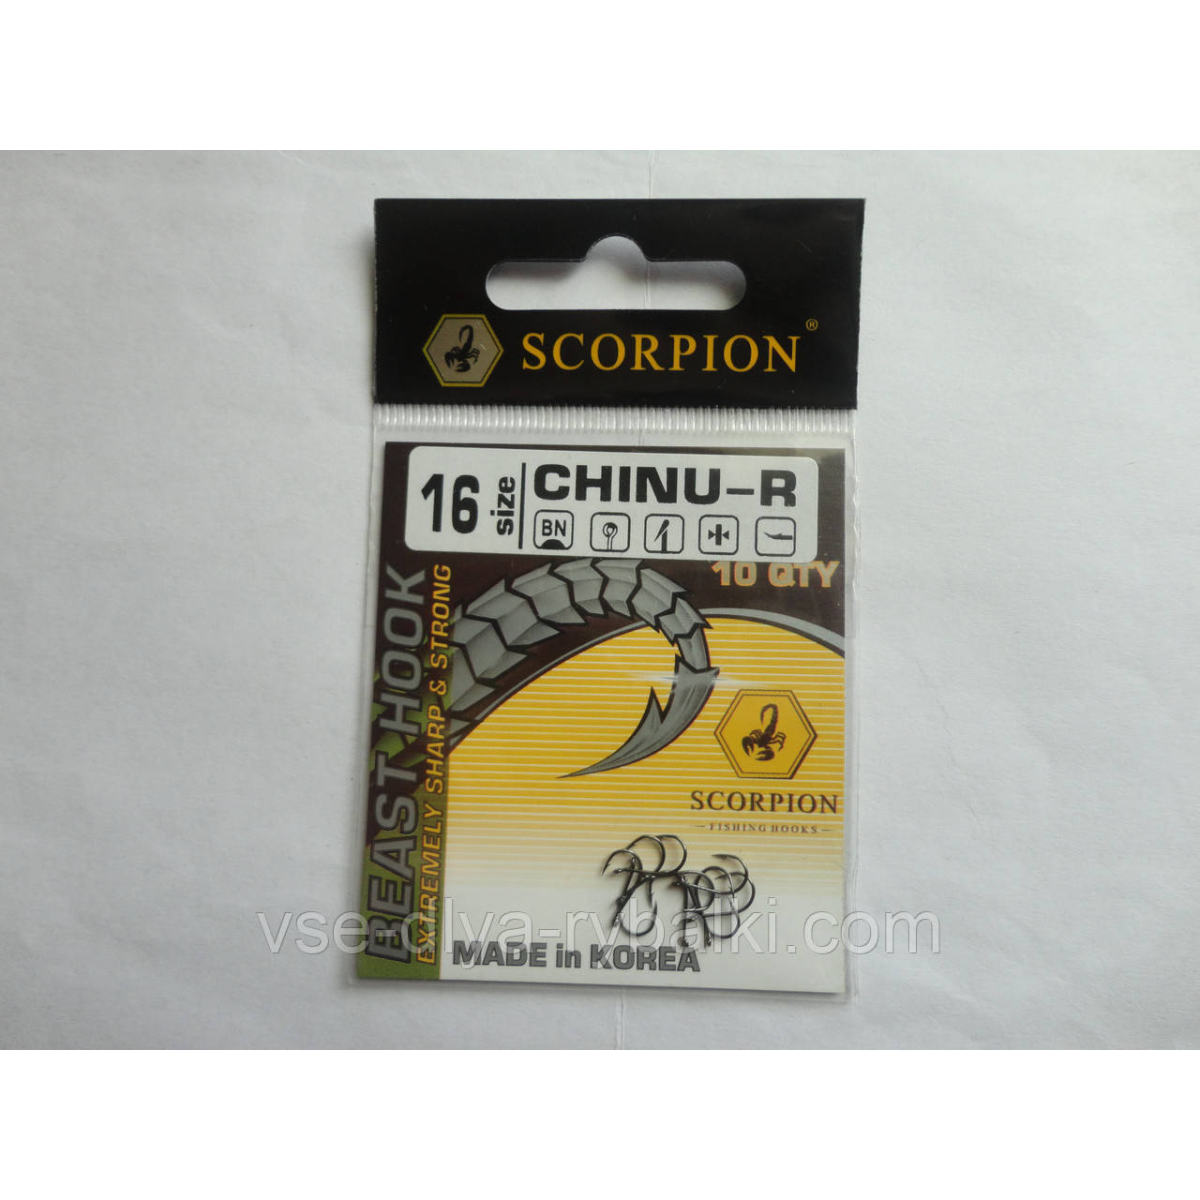 SCORPION®
16 size
CHINU-R
BN
10 QTY
BEAST HOOK
EXTREMELY SHARP & STRONG
SCORPION
FISHING HOOKS
vse-dlya-rybalki.com
MADE in KOREA